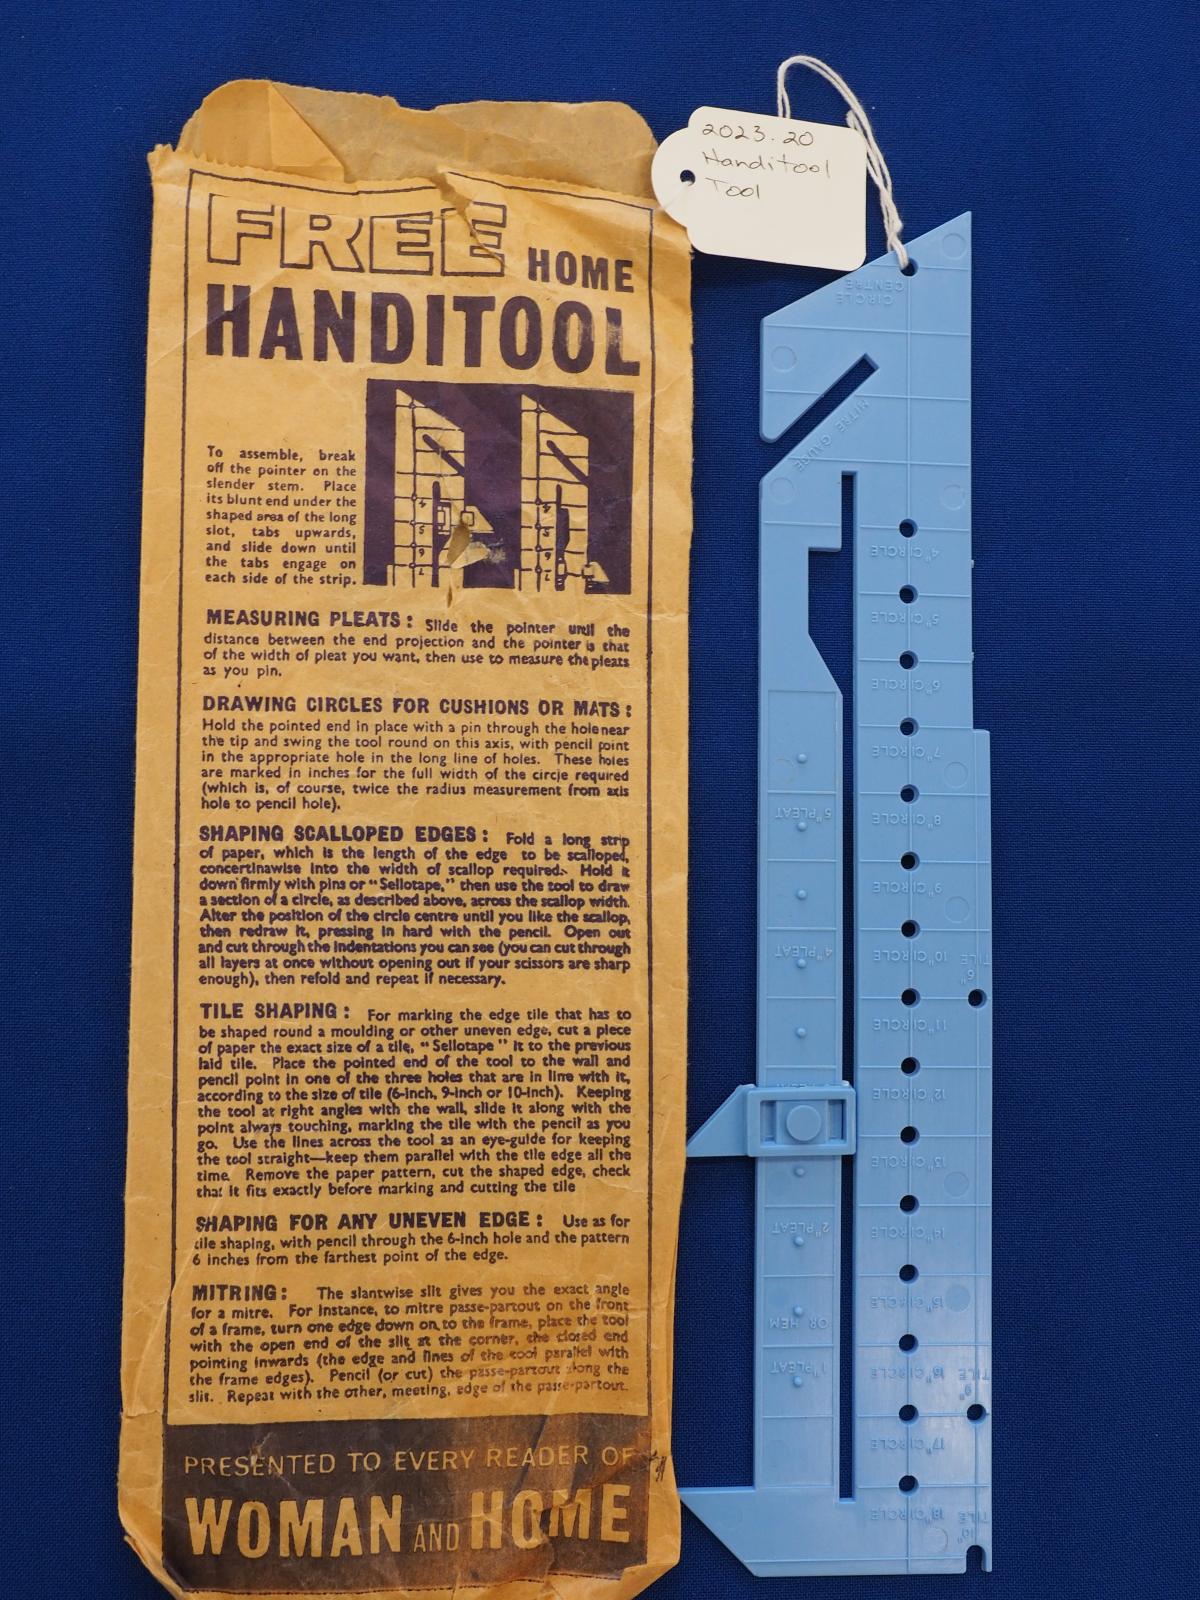 FREE HOME
HANDITOOL
To assemble, break
off the pointer on the
slender stem. Place
its blunt end under the
shaped area of the long
slot, tabs upwards,
and slide down until
the tabs engage on
each side of the strip.
4
5
6
7
4
5
6
7
MEASURING PLEATS: Slide the pointer until the
distance between the end projection and the pointer is that
of the width of pleat you want, then use to measure the pleats
as you pin.
DRAWING CIRCLES FOR CUSHIONS OR MATS:
Hold the pointed end in place with a pin through the hole near
the tip and swing the tool round on this axis, with pencil point
in the appropriate hole in the long line of holes. These holes
are marked in inches for the full width of the circle required
(which is, of course, twice the radius measurement from axis
hole to pencil hole).
SHAPING SCALLOPED EDGES: Fold a long strip
of paper, which is the length of the edge to be scalloped,
concertinawise into the width of scallop required. Hold it
down firmly with pins or "Sellotape," then use the tool to draw
a section of a circle, as described above, across the scallop width.
Alter the position of the circle centre until you like the scallop,
then redraw it, pressing in hard with the pencil. Open out
and cut through the indentations you can see (you can cut through
all layers at once without opening out if your scissors are sharp
enough), then refold and repeat if necessary.
TILE SHAPING: For marking the edge tile that has to
be shaped round a moulding or other uneven edge, cut a piece
of paper the exact size of a tile, "Sellotape" it to the previous
laid tile. Place the pointed end of the tool to the wall and
pencil point in one of the three holes that are in line with it,
according to the size of tile (6-inch, 9-inch or 10-inch). Keeping
the tool at right angles with the wall, slide it along with the
point always touching, marking the tile with the pencil as you
go. Use the lines across the tool as an eye-guide for keeping
the tool straight—keep them parallel with the tile edge all the
time. Remove the paper pattern, cut the shaped edge, check
that it fits exactly before marking and cutting the tile
SHAPING FOR ANY UNEVEN EDGE: Use as for
tile shaping, with pencil through the 6-inch hole and the pattern
6 inches from the farthest point of the edge.
MITRING: The slantwise slit gives you the exact angle
for a mitre. For instance, to mitre passe-partout on the front
of a frame, turn one edge down on to the frame, place the tool
with the open end of the slit at the corner, the closed end
pointing inwards (the edge and lines of the tool parallel with
the frame edges). Pencil (or cut) the passe-partout along the
slit. Repeat with the other, meeting, edge of the passe-partout.
PRESENTED TO EVERY READER OF
WOMAN AND HOME
2023.20
Handitool
Tool
CIRCLE
CENTRE
MITRE GAUGE
4" CIRCLE
5" CIRCLE
6" CIRCLE
7" CIRCLE
8" CIRCLE
9" CIRCLE
10" CIRCLE
11" CIRCLE
12" CIRCLE
13" CIRCLE
14" CIRCLE
15" CIRCLE
16" CIRCLE
17" CIRCLE
18" CIRCLE
5" PLEAT
4" PLEAT
2" PLEAT
OR HEM
1" PLEAT
6"
TILE
9"
TILE
10"
TILE